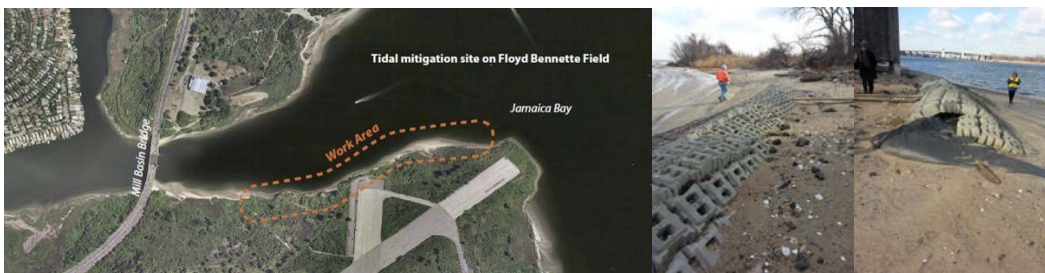 Tidal mitigation site on Floyd Bennette Field
Jamaica Bay
Work Area
Mill Basin Bridge